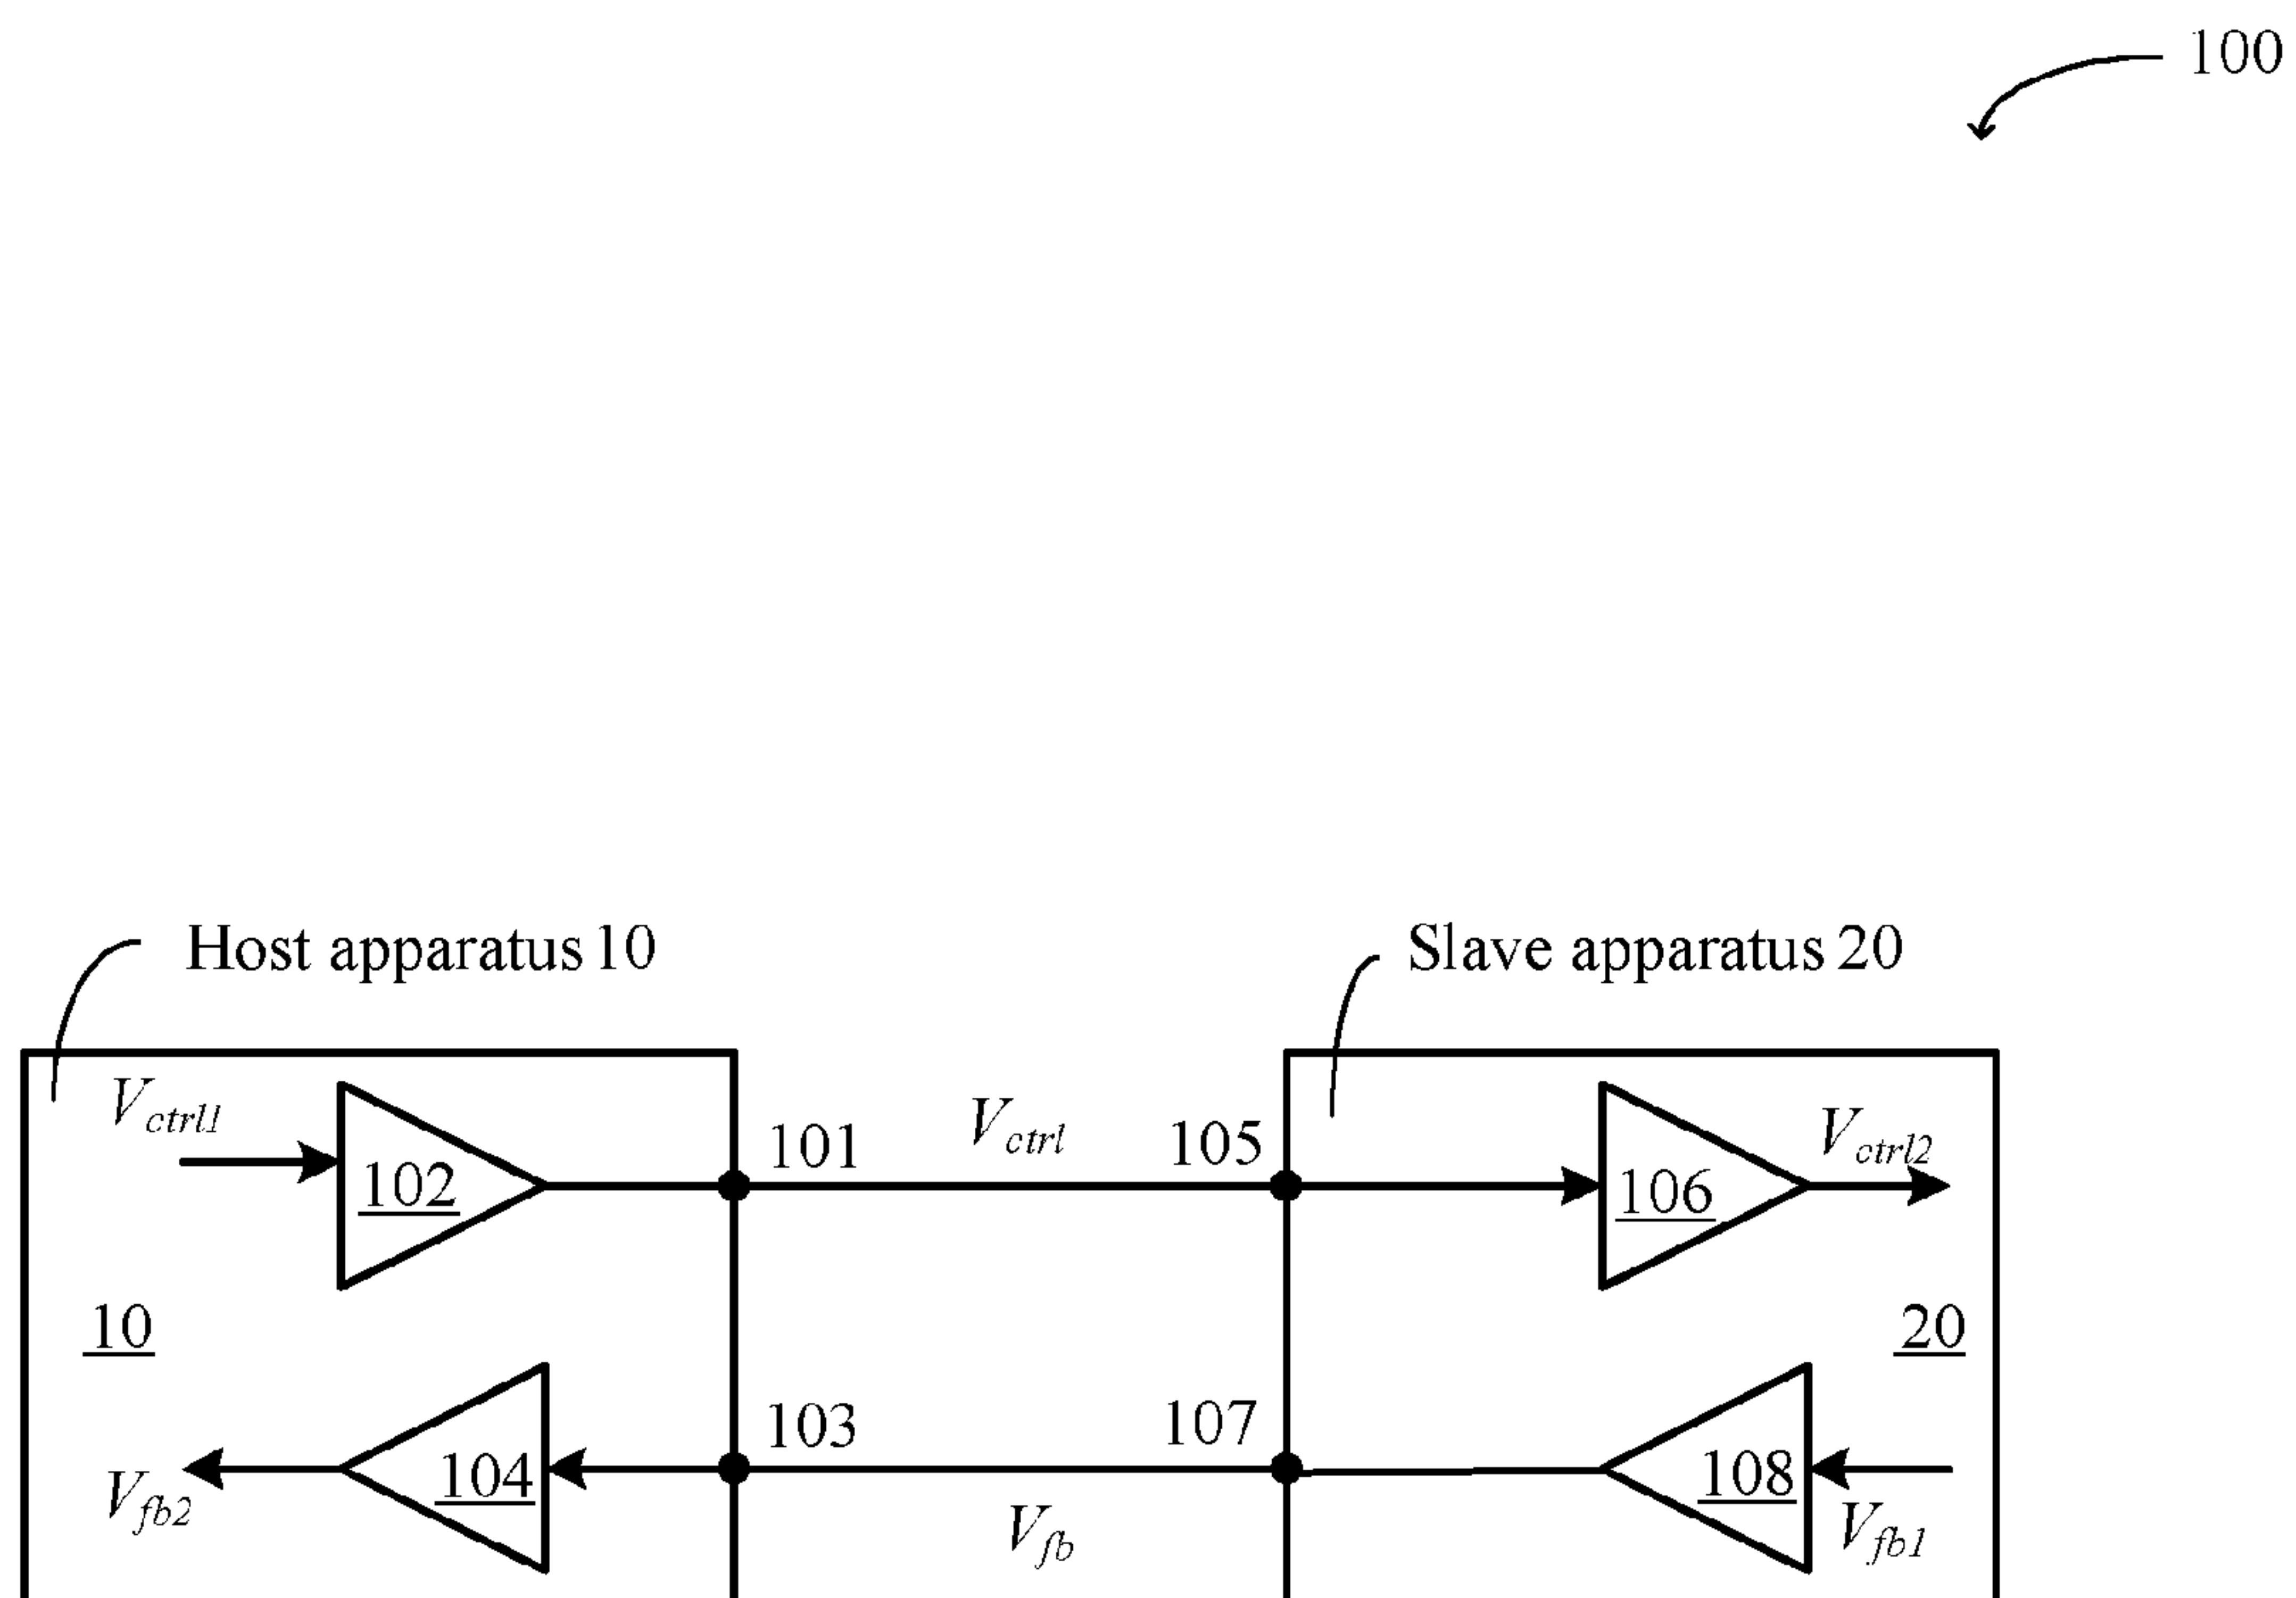 100
Host apparatus 10
Slave apparatus 20
Vctrl1
102
101
Vctrl
105
106
Vctrl2
10
20
103
107
104
108
Vfb2
Vfb
Vfb1